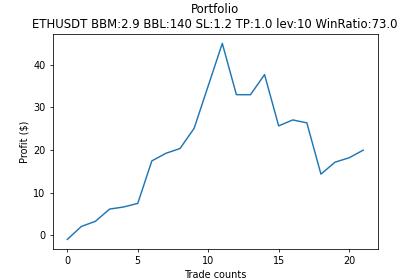 Portfolio
ETHUSDT BBM:2.9 BBL:140 SL:1.2 TP:1.0 lev:10 WinRatio:73.0
Profit ($)
40
30
20
10
0
0
5
10
15
20
Trade counts